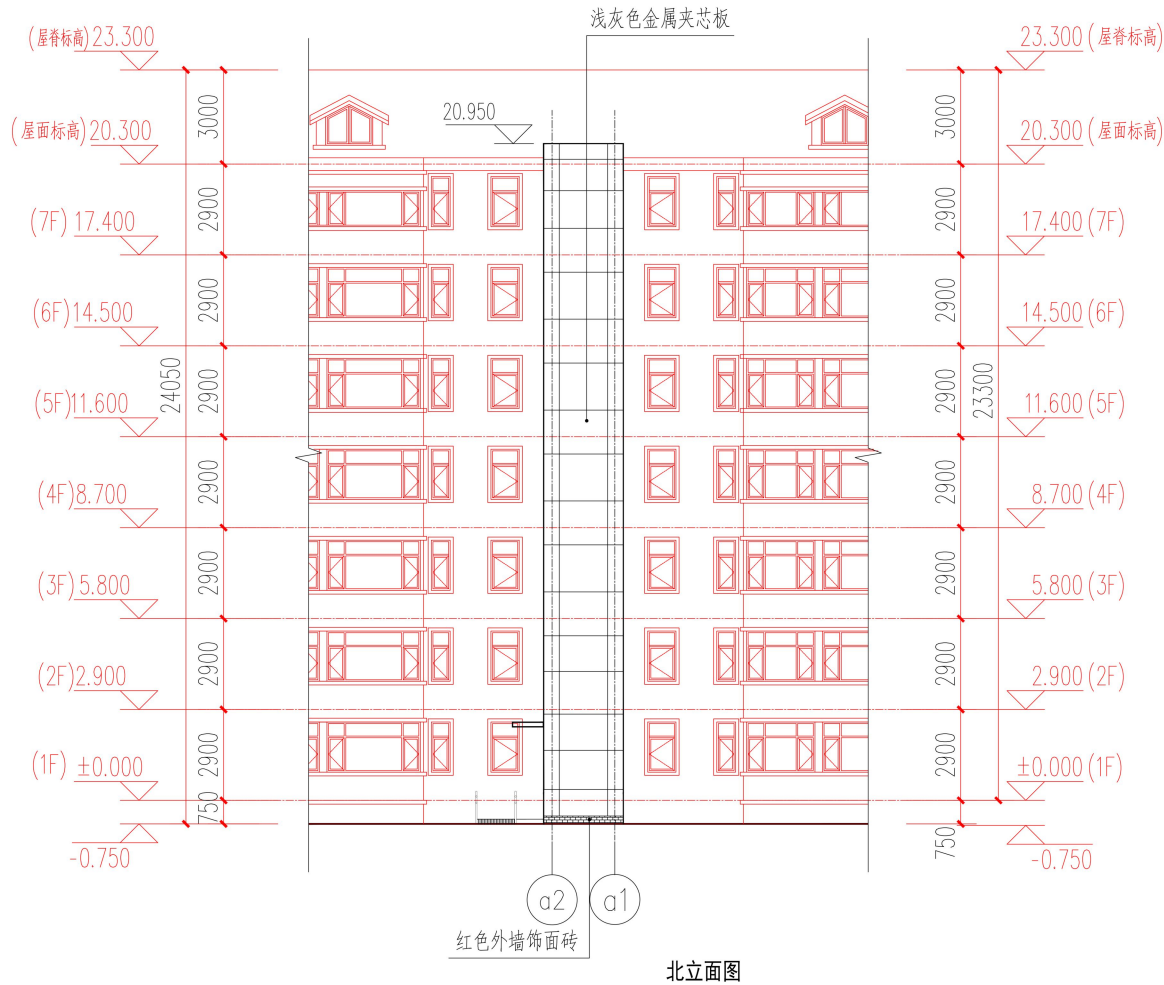 浅灰色金属夹芯板
(屋脊标高) 23.300
23.300 (屋脊标高)
3000
3000
20.950
(屋面标高) 20.300
20.300 (屋面标高)
2900
2900
(7F) 17.400
17.400 (7F)
2900
2900
(6F) 14.500
14.500 (6F)
24050
2900
2900
23300
(5F) 11.600
11.600 (5F)
2900
2900
(4F) 8.700
8.700 (4F)
2900
2900
(3F) 5.800
5.800 (3F)
2900
2900
(2F) 2.900
2.900 (2F)
2900
2900
(1F) ±0.000
±0.000 (1F)
750
750
-0.750
-0.750
a2
a1
红色外墙饰面砖
北立面图